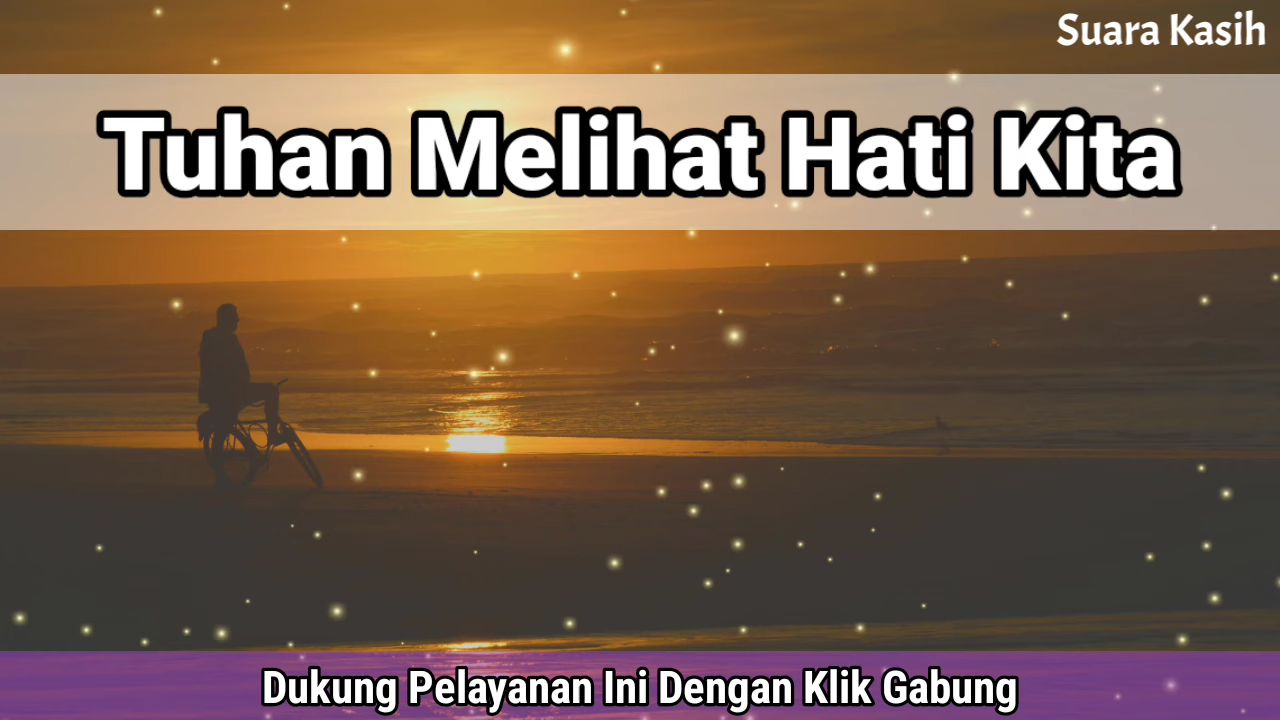 Suara Kasih
Tuhan Melihat Hati Kita
Dukung Pelayanan Ini Dengan Klik Gabung